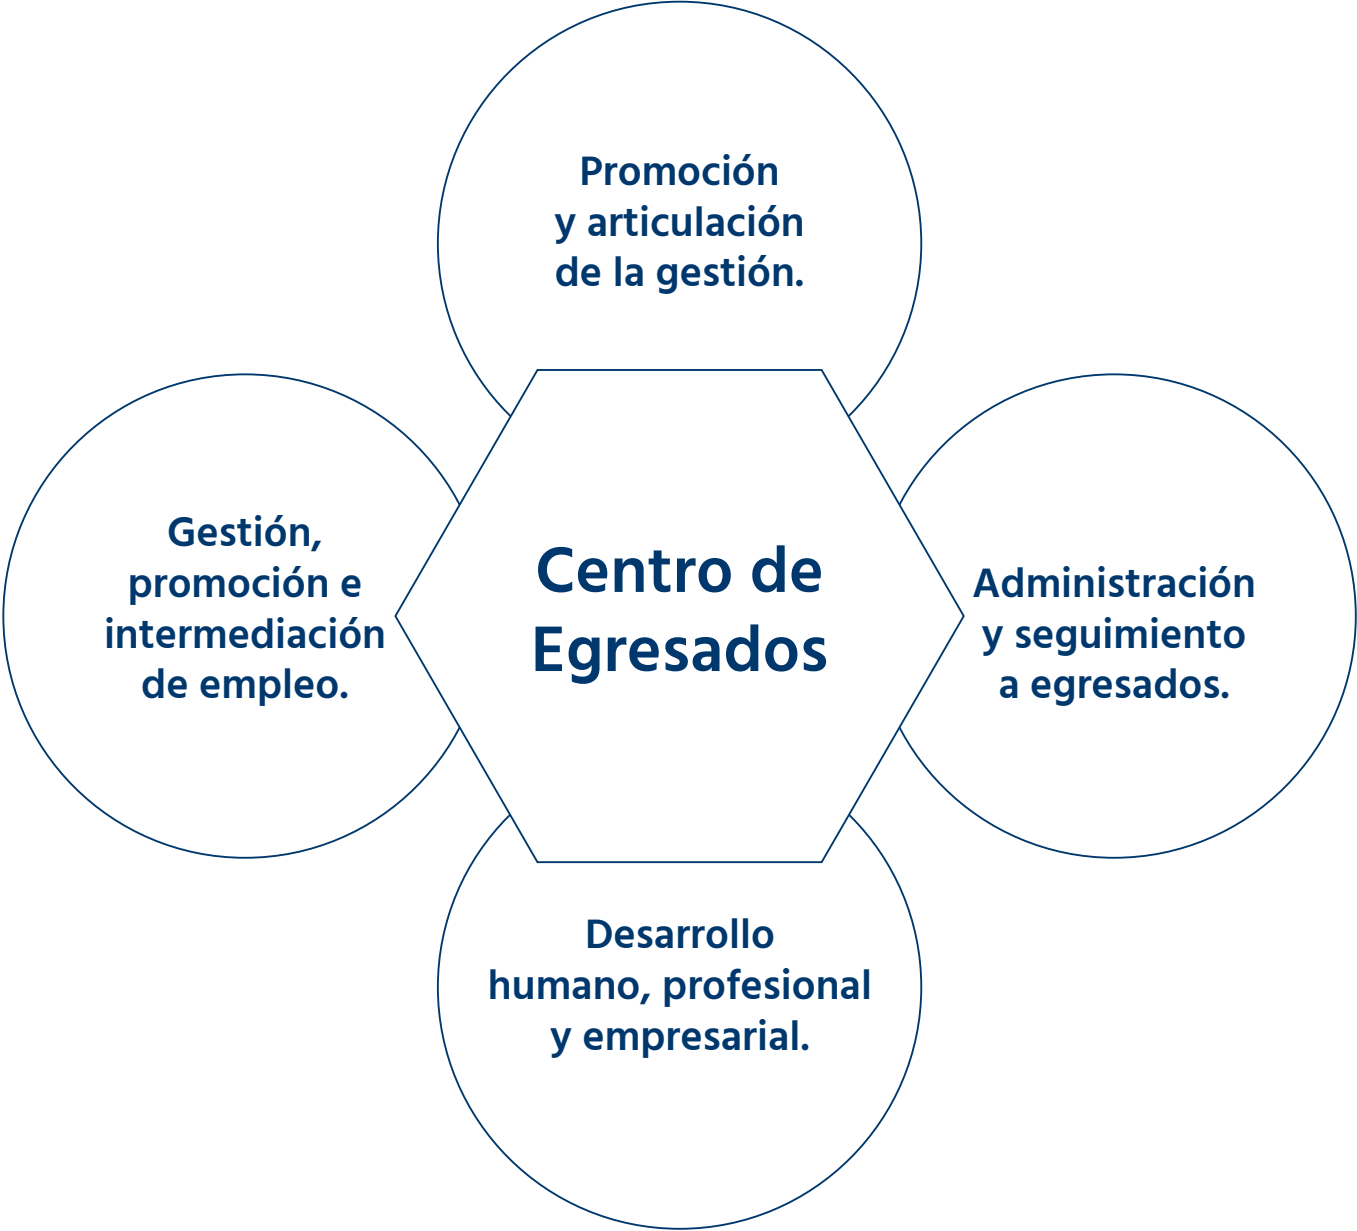 Promoción
y articulación
de la gestión.
Gestión,
promoción e
intermediación
de empleo.
Centro de
Egresados
Administración
y seguimiento
a egresados.
Desarrollo
humano, profesional
y empresarial.